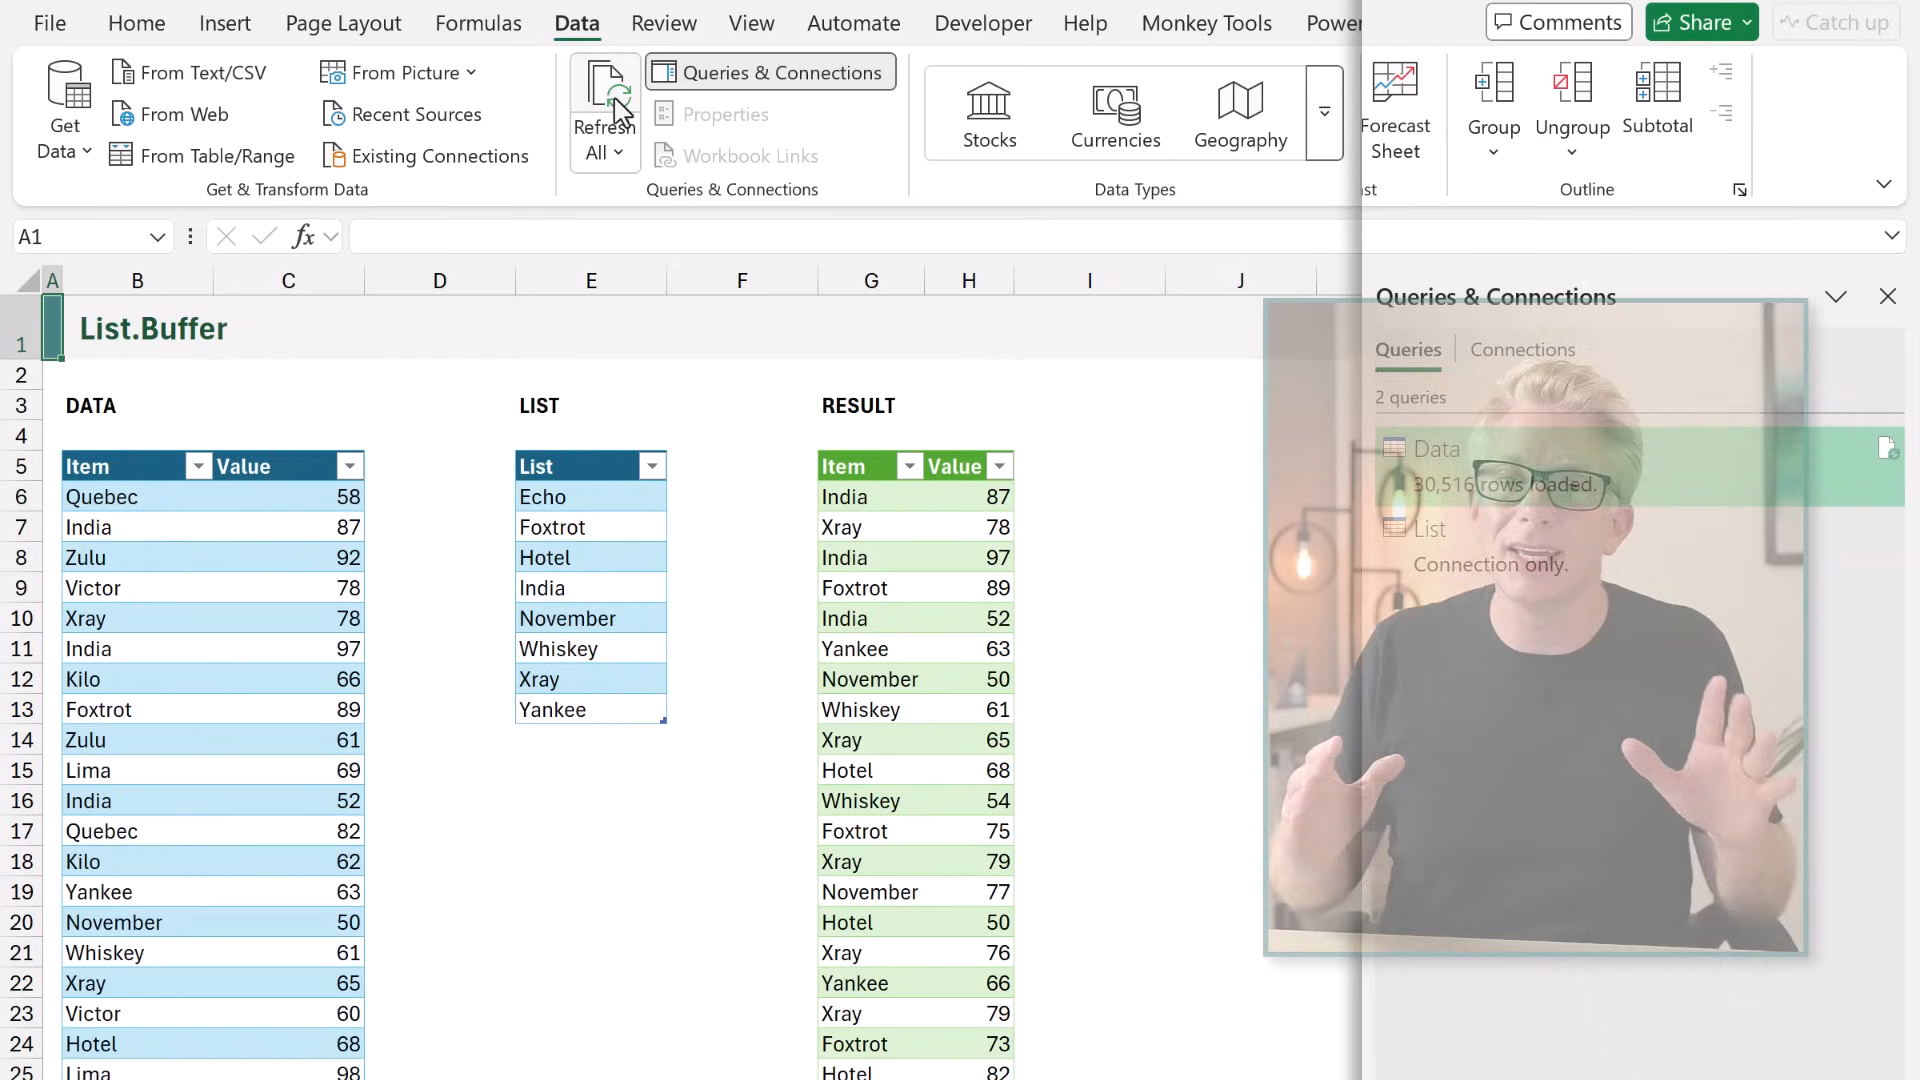 File Home Insert Page Layout Formulas Data Review View Automate Developer Help Monkey Tools Power Comments Share Catch up
Get Data
From Text/CSV
From Web
From Table/Range
From Picture
Recent Sources
Existing Connections
Get & Transform Data
Refresh All
Queries & Connections
Properties
Workbook Links
Queries & Connections
Stocks
Currencies
Geography
Data Types
Forecast Sheet
Group
Ungroup
Subtotal
Outline
A1
fx
A B C D E F G H I J
1 List.Buffer
2
3 DATA LIST RESULT
4
5 Item Value List Item Value
6 Quebec 58 Echo India 87
7 India 87 Foxtrot Xray 78
8 Zulu 92 Hotel India 97
9 Victor 78 India Foxtrot 89
10 Xray 78 November India 52
11 India 97 Whiskey Yankee 63
12 Kilo 66 Xray November 50
13 Foxtrot 89 Yankee Whiskey 61
14 Zulu 61 Xray 65
15 Lima 69 Hotel 68
16 India 52 Whiskey 54
17 Quebec 82 Foxtrot 75
18 Kilo 62 Xray 79
19 Yankee 63 November 77
20 November 50 Hotel 50
21 Whiskey 61 Xray 76
22 Xray 65 Yankee 66
23 Victor 60 Xray 79
24 Hotel 68 Foxtrot 73
25 Lima 98 Hotel 82
Queries & Connections
Queries Connections
2 queries
Data
30,516 rows loaded.
List
Connection only.